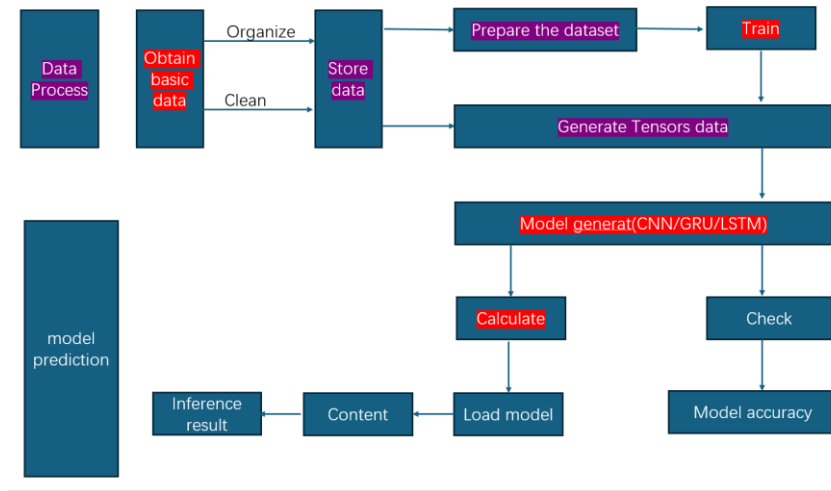 Data
Process
Obtain
basic
data
Organize
Clean
Store
data
Prepare the dataset
Train
Generate Tensors data
Model generat(CNN/GRU/LSTM)
model
prediction
Calculate
Check
Inference
result
Content
Load model
Model accuracy